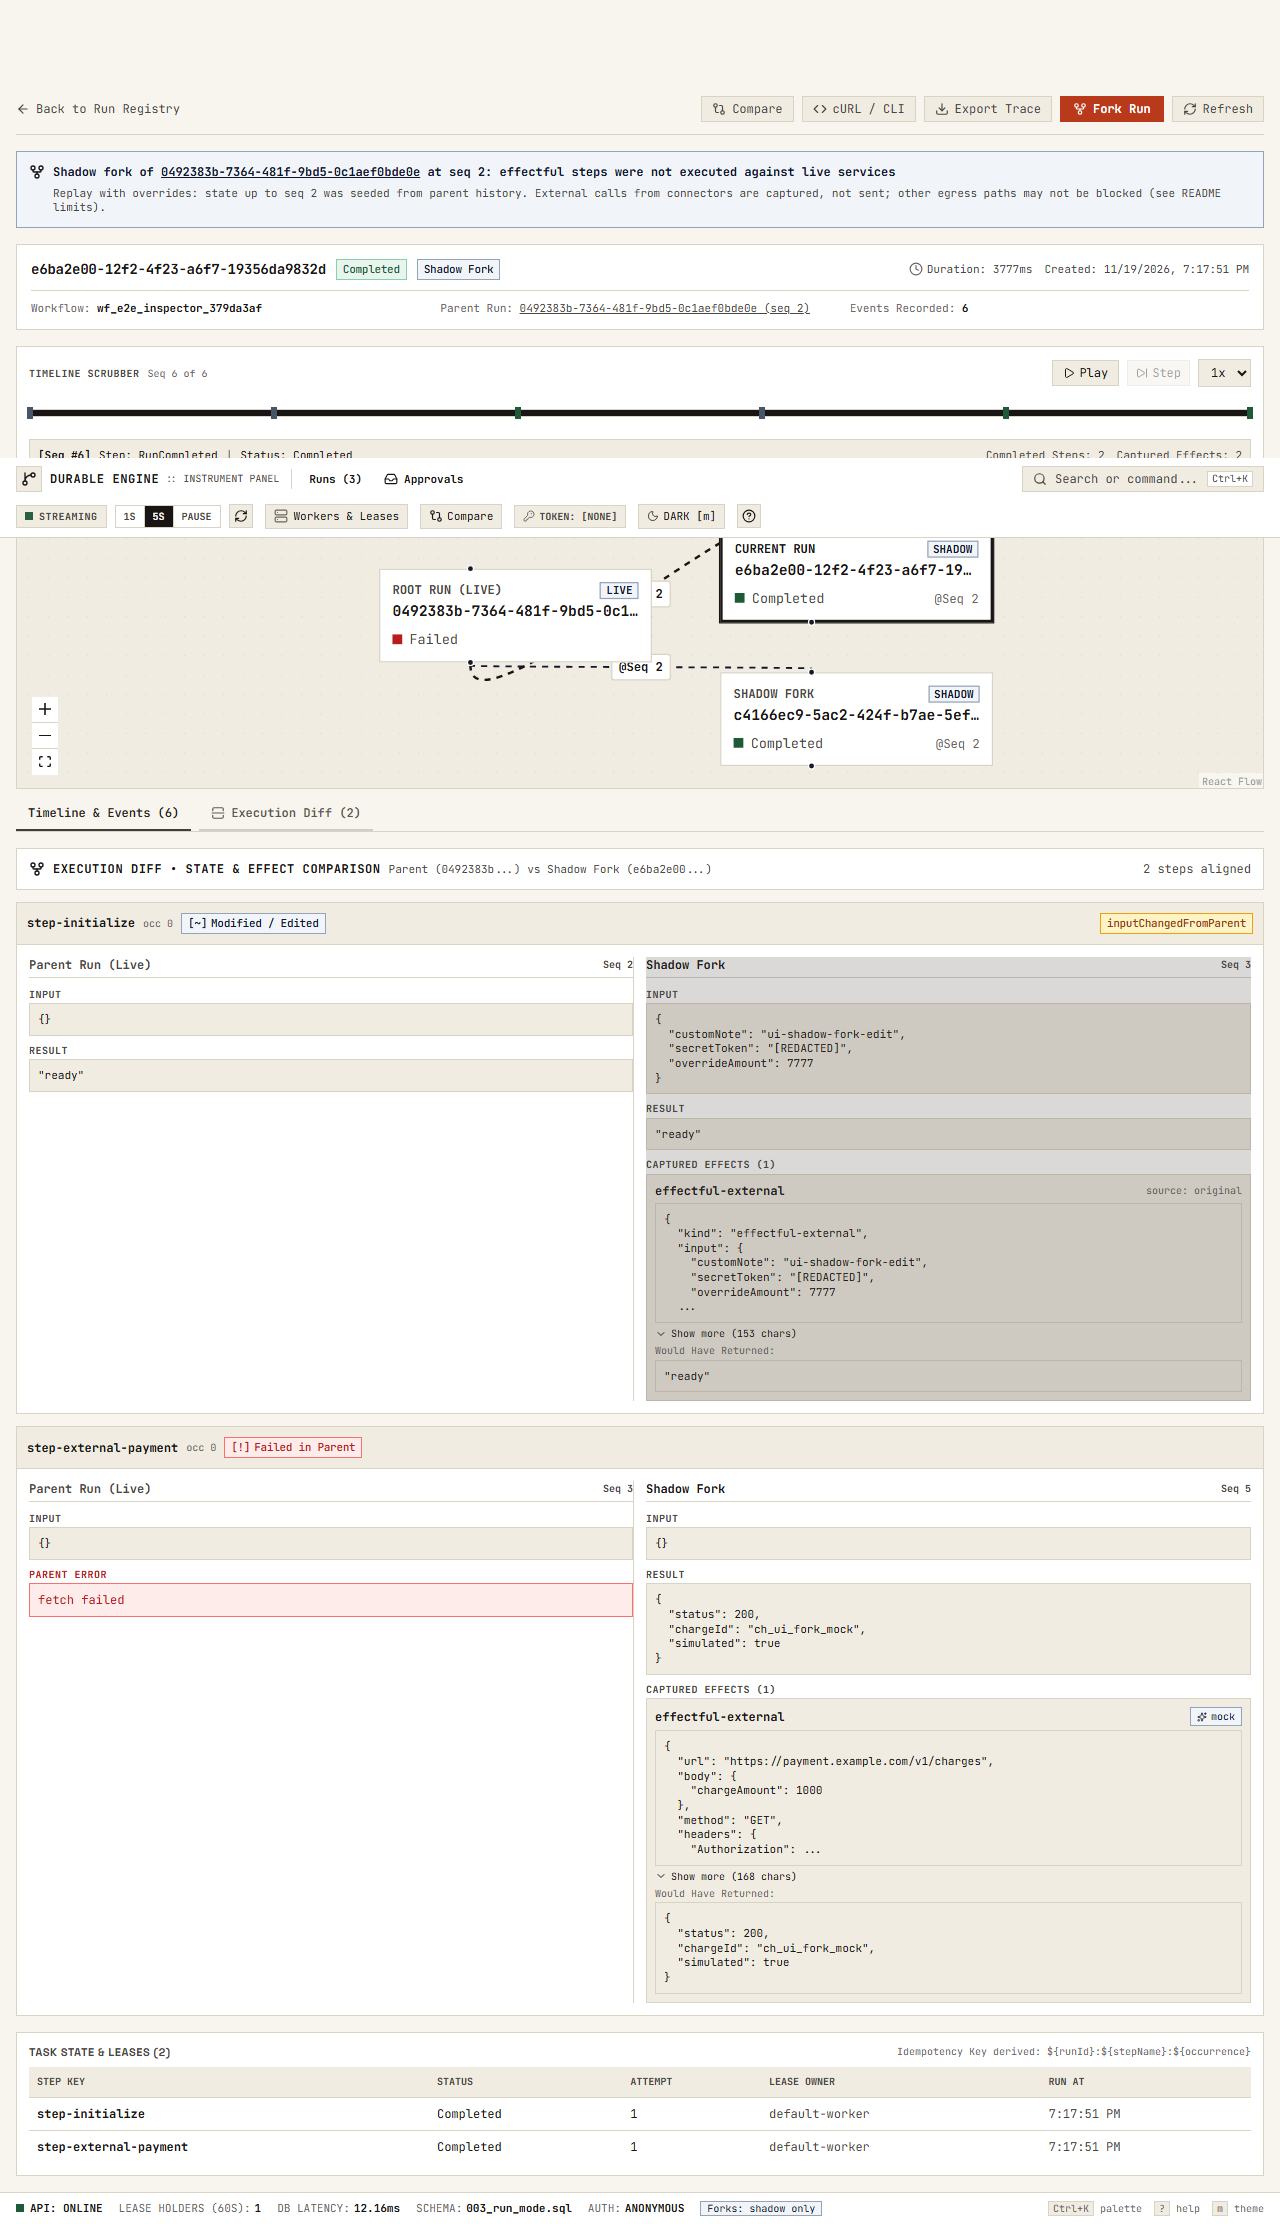 Back to Run Registry
Compare
cURL / CLI
Export Trace
Fork Run
Refresh
Shadow fork of 0492383b-7364-481f-9bd5-0c1aef0bde0e at seq 2: effectful steps were not executed against live services
Replay with overrides: state up to seq 2 was seeded from parent history. External calls from connectors are captured, not sent; other egress paths may not be blocked (see README
limits).
e6ba2e00-12f2-4f23-a6f7-19356da9832d
Completed
Shadow Fork
Duration: 3777ms
Created: 11/19/2026, 7:17:51 PM
Workflow: wf_e2e_inspector_379da3af
Parent Run: 0492383b-7364-481f-9bd5-0c1aef0bde0e (seq 2)
Events Recorded: 6
TIMELINE SCRUBBER Seq 6 of 6
Play
Step
1x
[Seq #6] Step: RunCompleted | Status: Completed
Completed Steps: 2 Captured Effects: 2
DURABLE ENGINE :: INSTRUMENT PANEL
Runs (3)
Approvals
Search or command... Ctrl+K
STREAMING
1S
5S
PAUSE
Workers & Leases
Compare
TOKEN: [NONE]
DARK [m]
CURRENT RUN
SHADOW
e6ba2e00-12f2-4f23-a6f7-19…
Completed
@Seq 2
ROOT RUN (LIVE)
LIVE
0492383b-7364-481f-9bd5-0c1…
Failed
2
@Seq 2
SHADOW FORK
SHADOW
c4166ec9-5ac2-424f-b7ae-5ef…
Completed
@Seq 2
React Flow
Timeline & Events (6)
Execution Diff (2)
EXECUTION DIFF • STATE & EFFECT COMPARISON Parent (0492383b...) vs Shadow Fork (e6ba2e00...)
2 steps aligned
step-initialize occ 0 [~] Modified / Edited
inputChangedFromParent
Parent Run (Live)
Seq 2
INPUT
{}
RESULT
"ready"
Shadow Fork
Seq 3
INPUT
{
"customNote": "ui-shadow-fork-edit",
"secretToken": "[REDACTED]",
"overrideAmount": 7777
}
RESULT
"ready"
CAPTURED EFFECTS (1)
effectful-external
source: original
{
"kind": "effectful-external",
"input": {
"customNote": "ui-shadow-fork-edit",
"secretToken": "[REDACTED]",
"overrideAmount": 7777
...
Show more (153 chars)
Would Have Returned:
"ready"
step-external-payment occ 0 [!] Failed in Parent
Parent Run (Live)
Seq 3
INPUT
{}
PARENT ERROR
fetch failed
Shadow Fork
Seq 5
INPUT
{}
RESULT
{
"status": 200,
"chargeId": "ch_ui_fork_mock",
"simulated": true
}
CAPTURED EFFECTS (1)
effectful-external
mock
{
"url": "https://payment.example.com/v1/charges",
"body": {
"chargeAmount": 1000
},
"method": "GET",
"headers": {
"Authorization": ...
Show more (168 chars)
Would Have Returned:
{
"status": 200,
"chargeId": "ch_ui_fork_mock",
"simulated": true
}
TASK STATE & LEASES (2)
Idempotency Key derived: ${runId}:${stepName}:${occurrence}
STEP KEY STATUS ATTEMPT LEASE OWNER RUN AT
step-initialize Completed 1 default-worker 7:17:51 PM
step-external-payment Completed 1 default-worker 7:17:51 PM
API: ONLINE
LEASE HOLDERS (60S): 1
DB LATENCY: 12.16ms
SCHEMA: 003_run_mode.sql
AUTH: ANONYMOUS
Forks: shadow only
Ctrl+K palette
? help
m theme